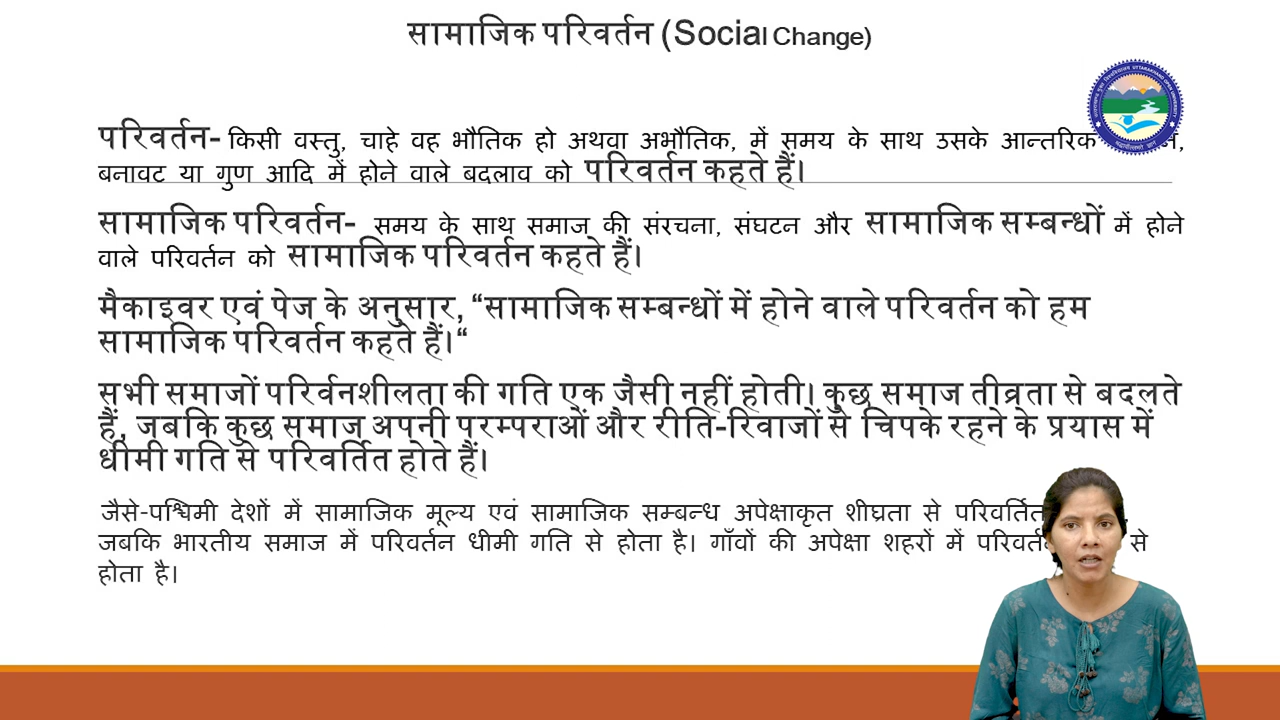 सामाजिक परिवर्तन (Social Change)
परिवर्तन- किसी वस्तु, चाहे वह भौतिक हो अथवा अभौतिक, में समय के साथ उसके आन्तरिक
बनावट या गुण आदि में होने वाले बदलाव को परिवर्तन कहते हैं।
सामाजिक परिवर्तन- समय के साथ समाज की संरचना, संघटन और सामाजिक सम्बन्धों में होने
वाले परिवर्तन को सामाजिक परिवर्तन कहते हैं।
मैकाइवर एवं पेज के अनुसार, “सामाजिक सम्बन्धों में होने वाले परिवर्तन को हम
सामाजिक परिवर्तन कहते हैं।“
सभी समाजों परिर्वनशीलता की गति एक जैसी नहीं होती। कुछ समाज तीव्रता से बदलते
हैं, जबकि कुछ समाज अपनी परम्पराओं और रीति-रिवाजों से चिपके रहने के प्रयास में
धीमी गति से परिवर्तित होते हैं।
जैसे-पश्चिमी देशों में सामाजिक मूल्य एवं सामाजिक सम्बन्ध अपेक्षाकृत शीघ्रता से परिवर्तित
जबकि भारतीय समाज में परिवर्तन धीमी गति से होता है। गाँवों की अपेक्षा शहरों में से
होता है।